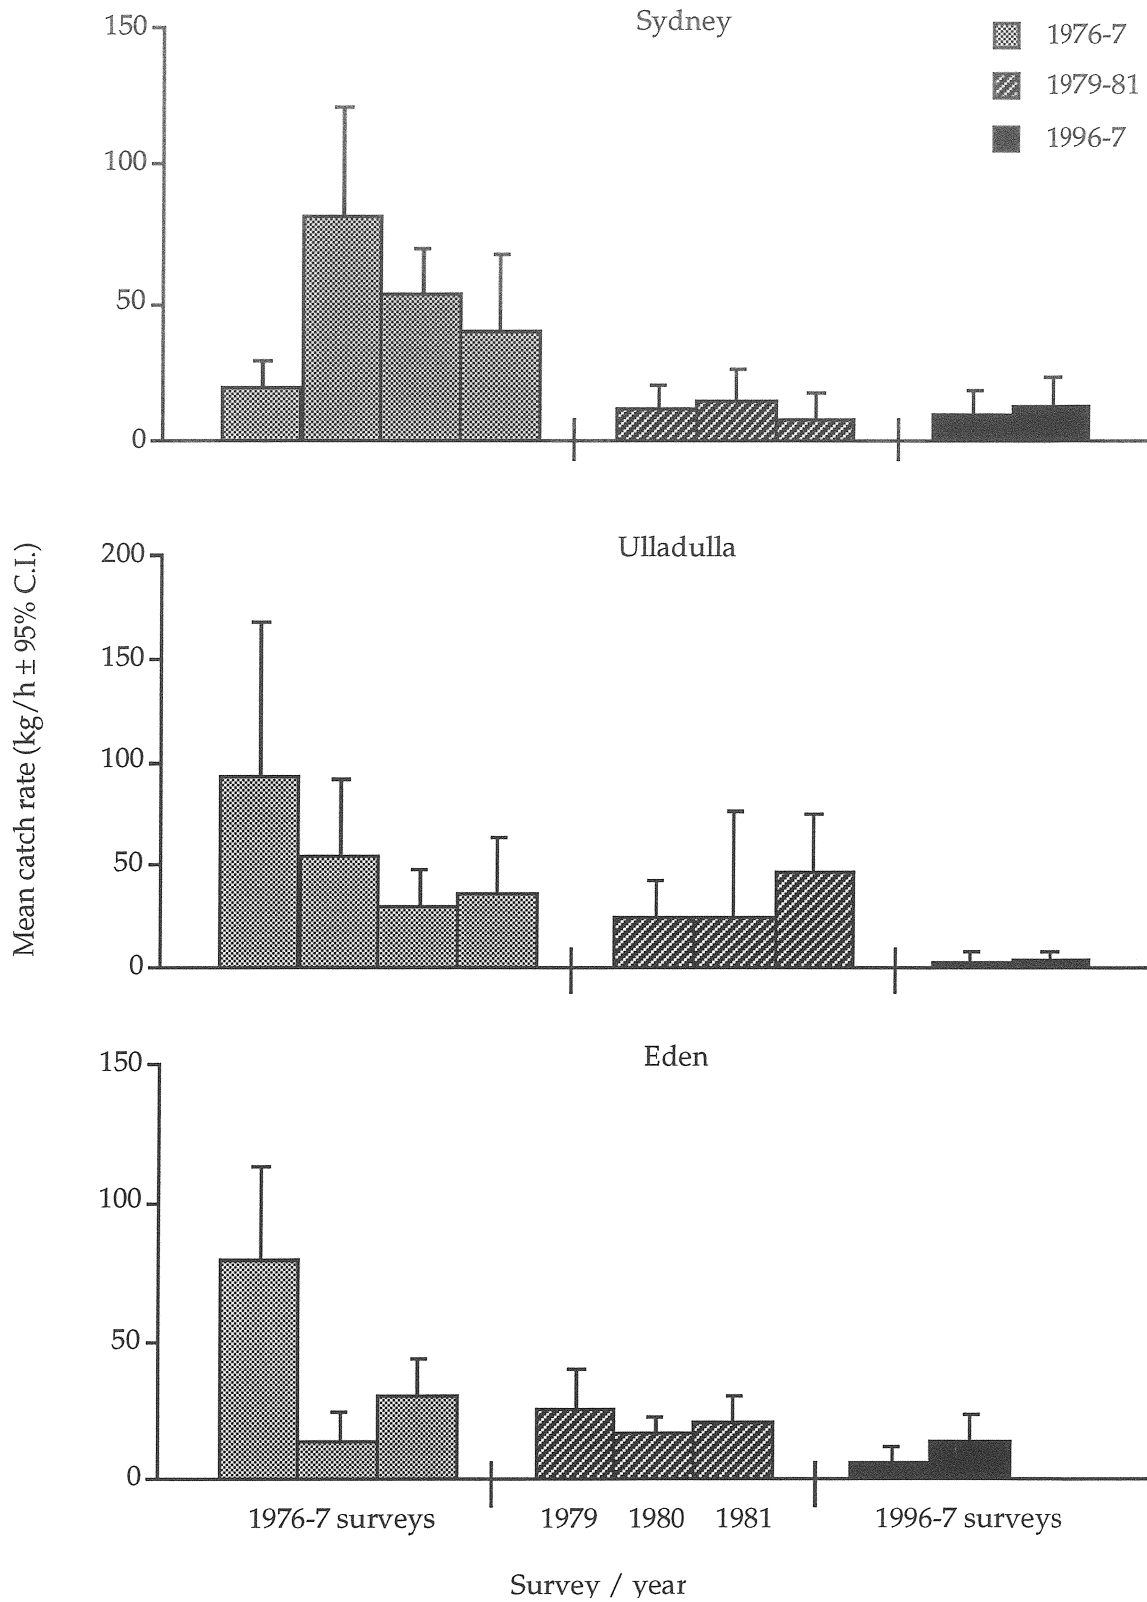 Sydney
1976-7
1979-81
1996-7
150
100
50
0
Mean catch rate (kg/h ± 95% C.I.)
Ulladulla
200
150
100
50
0
Eden
150
100
50
0
1976-7 surveys 1979 1980 1981 1996-7 surveys
Survey / year